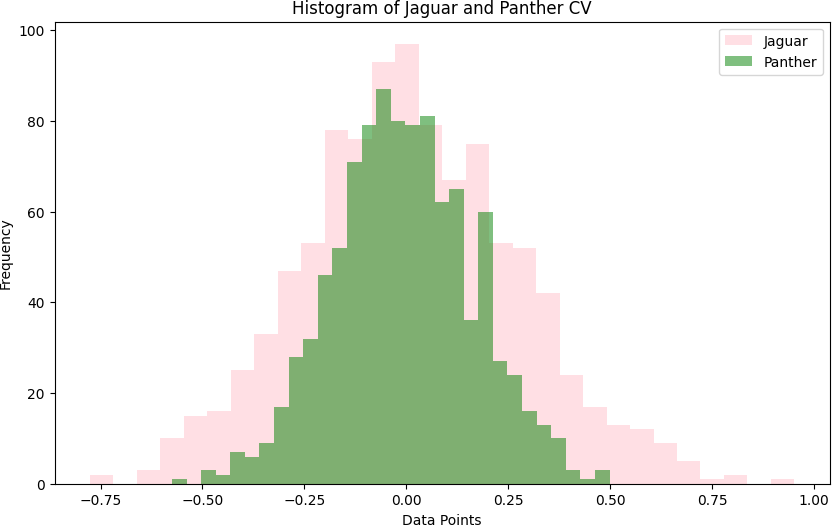 Histogram of Jaguar and Panther CV
Jaguar
Panther
Frequency
100
80
60
40
20
0
−0.75
−0.50
−0.25
0.00
0.25
0.50
0.75
1.00
Data Points